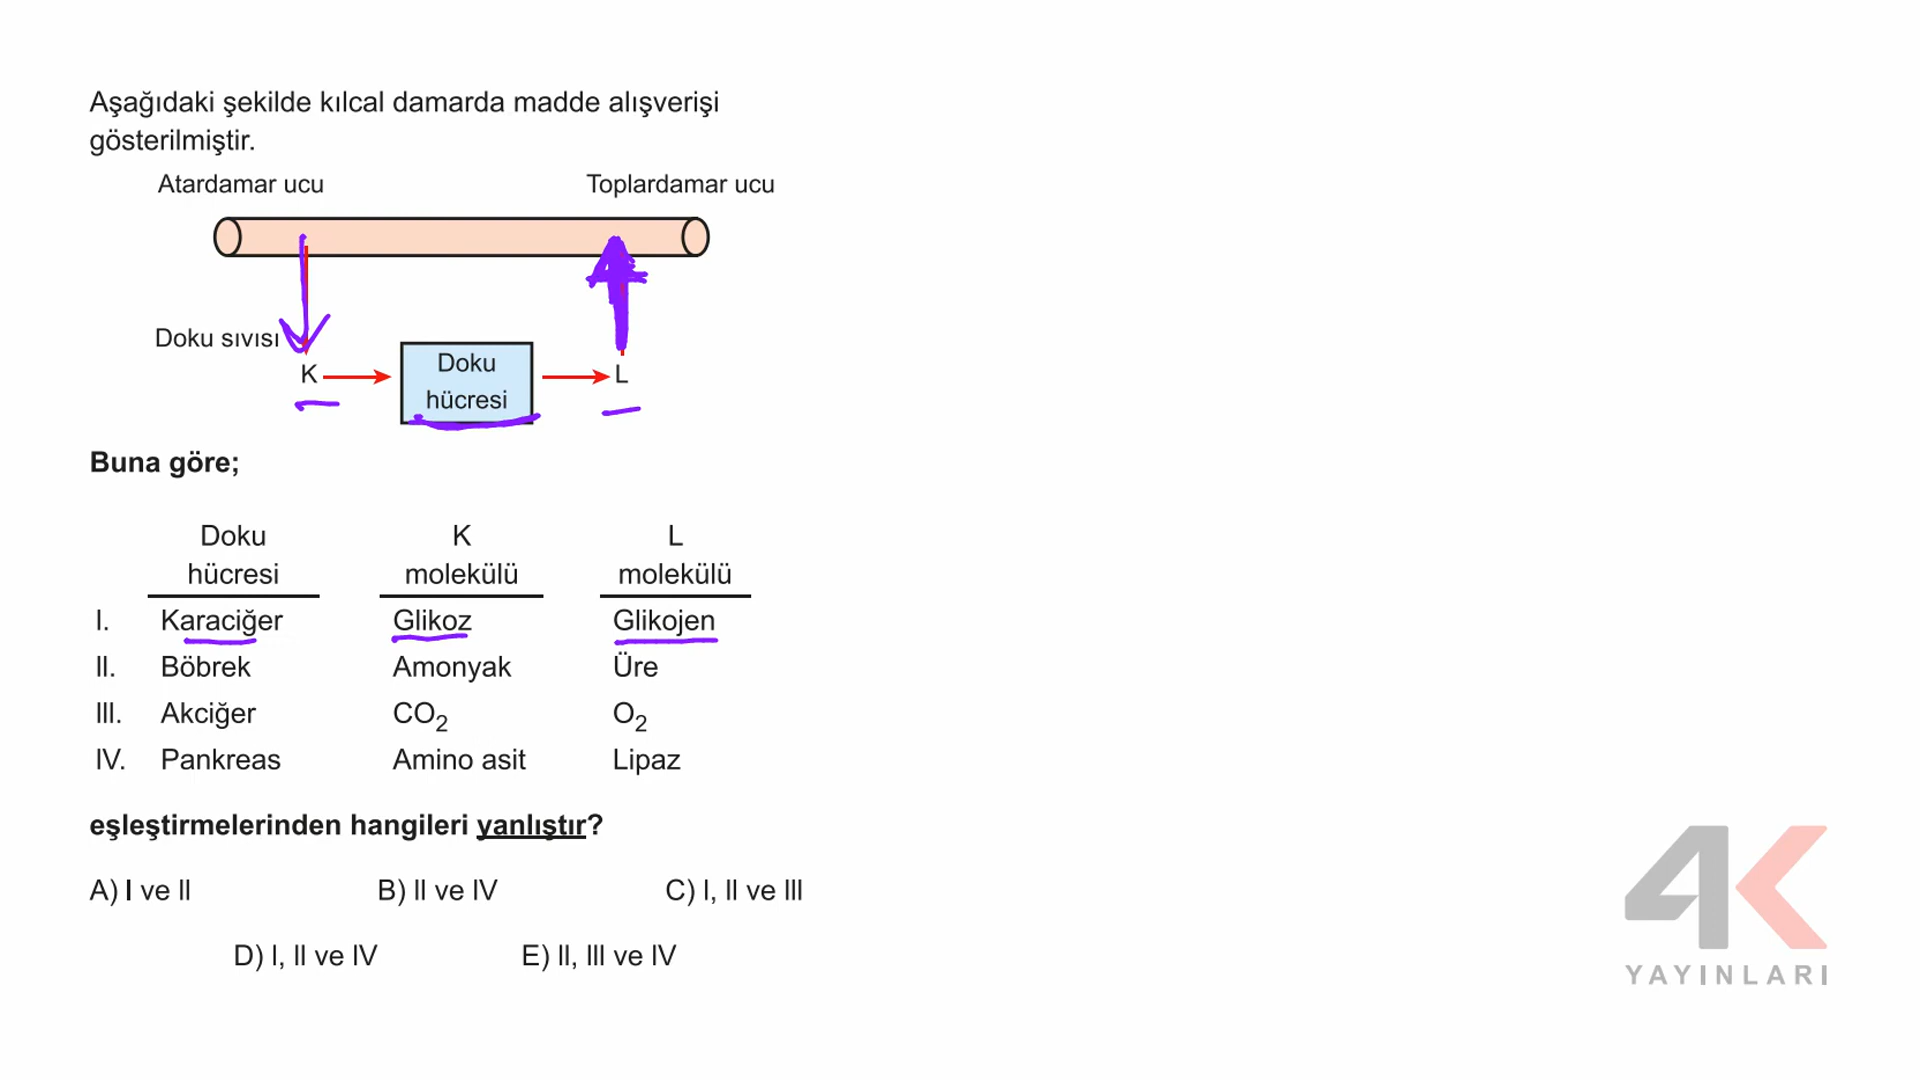 Aşağıdaki şekilde kılcal damarda madde alışverişi
gösterilmiştir.
Atardamar ucu Toplardamar ucu
Doku sıvısı
K Doku hücresi L
Buna göre;
Doku hücresi K molekülü L molekülü
I. Karaciğer Glikoz Glikojen
II. Böbrek Amonyak Üre
III. Akciğer CO₂ O₂
IV. Pankreas Amino asit Lipaz
eşleştirmelerinden hangileri yanlıştır?
A) I ve II B) II ve IV C) I, II ve III
D) I, II ve IV E) II, III ve IV
4K
YAYINLARI